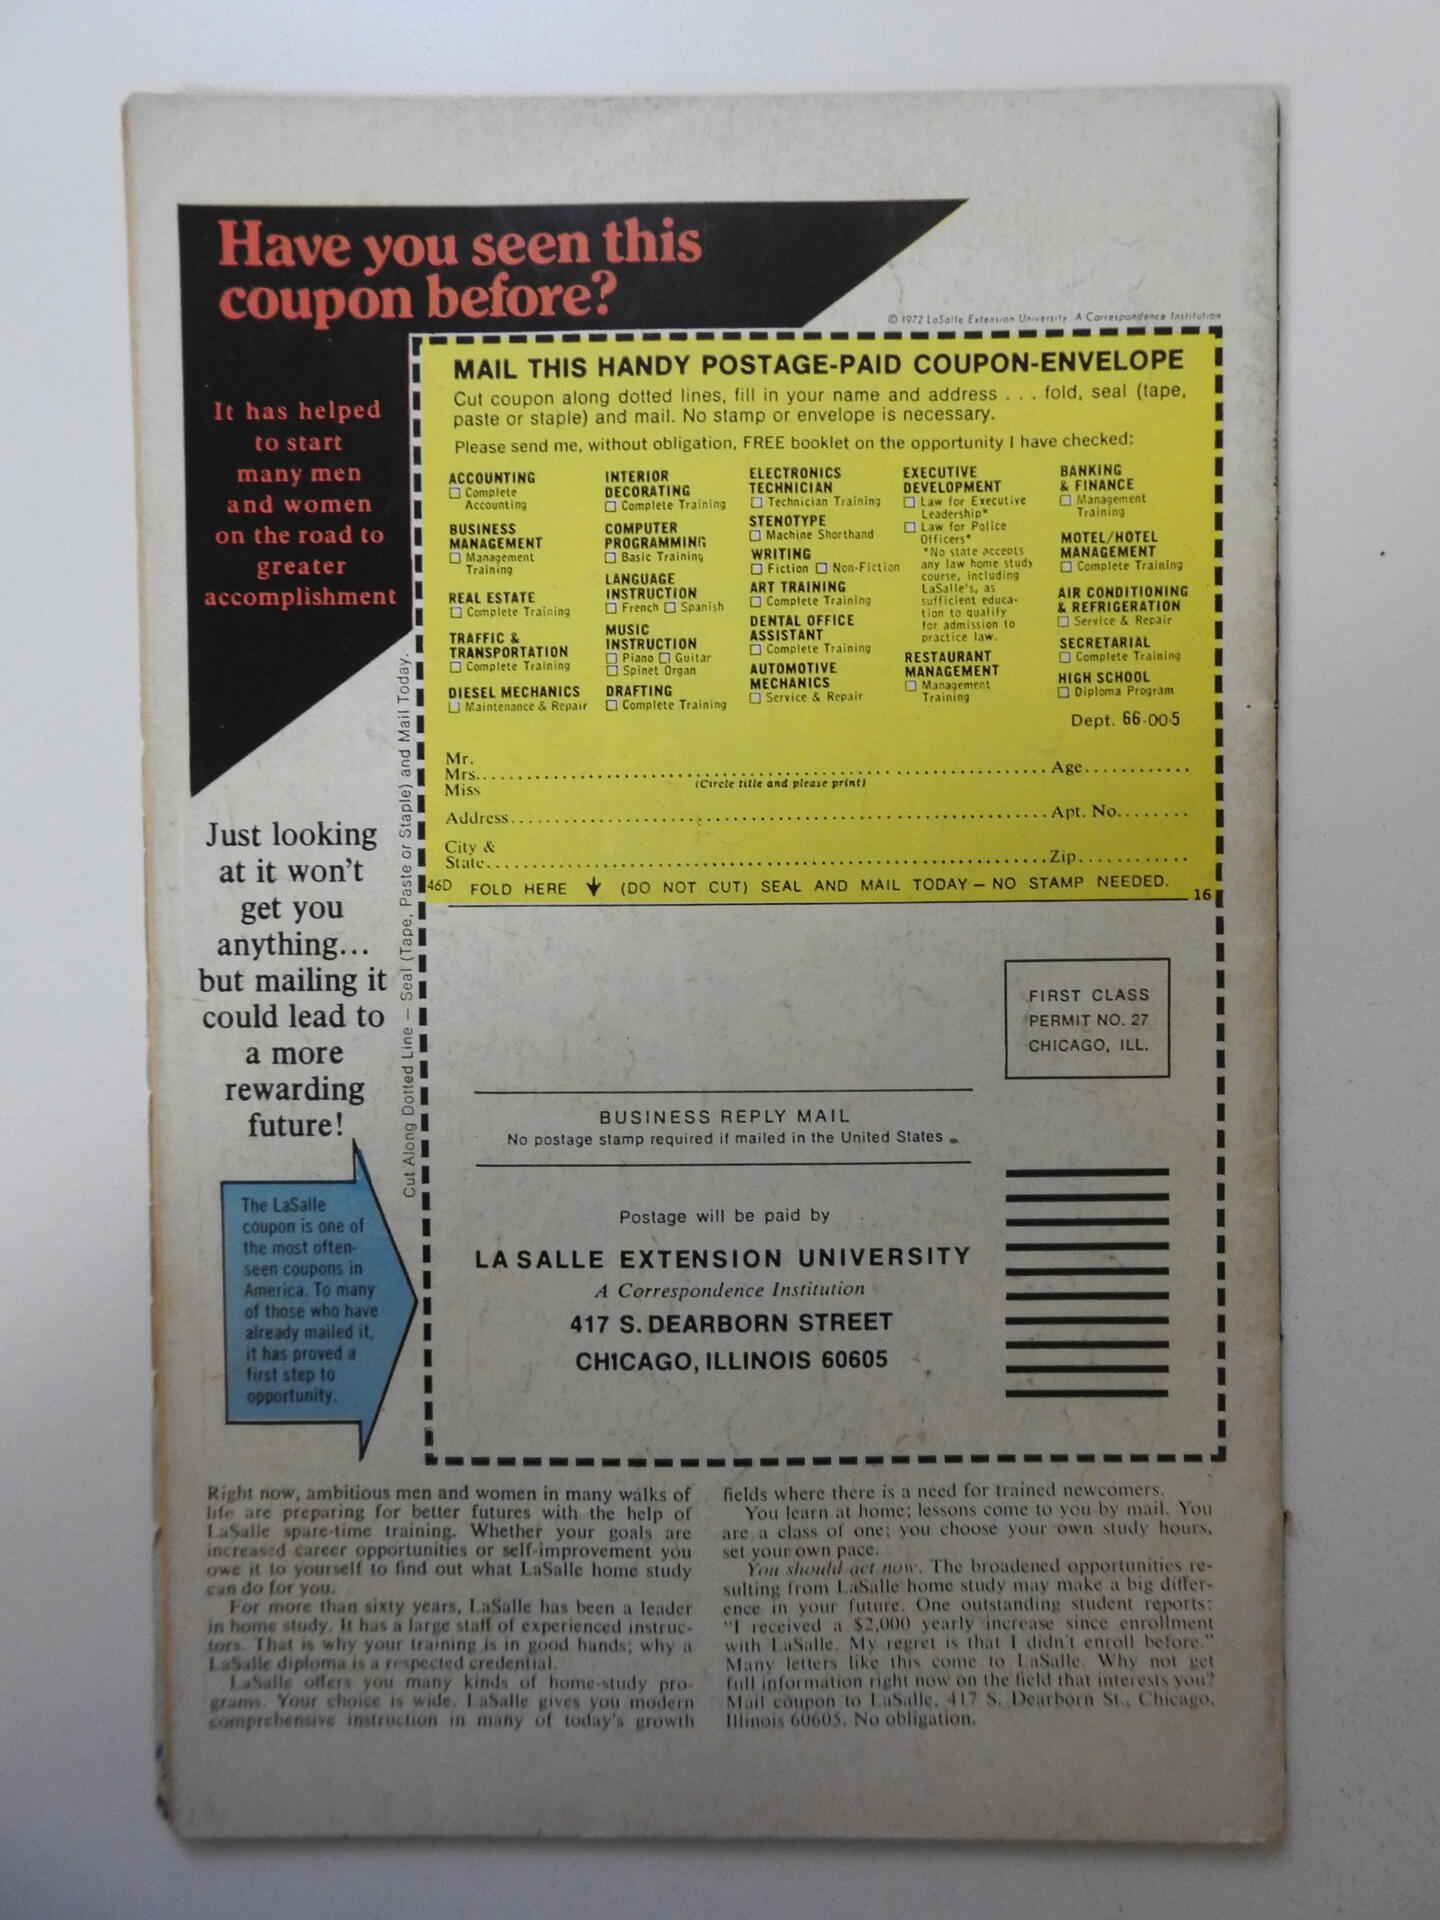 Have you seen this
coupon before?
It has helped
to start
many men
and women
on the road to
greater
accomplishment
© 1972 LaSalle Extension University. A Correspondence Institution
MAIL THIS HANDY POSTAGE-PAID COUPON-ENVELOPE
Cut coupon along dotted lines, fill in your name and address . . . fold, seal (tape,
paste or staple) and mail. No stamp or envelope is necessary.
Please send me, without obligation, FREE booklet on the opportunity I have checked:
ACCOUNTING
Complete
Accounting
BUSINESS
MANAGEMENT
Management
Training
REAL ESTATE
Complete Training
TRAFFIC &
TRANSPORTATION
Complete Training
DIESEL MECHANICS
Maintenance & Repair
INTERIOR
DECORATING
Complete Training
COMPUTER
PROGRAMMING
Basic Training
LANGUAGE
INSTRUCTION
French Spanish
MUSIC
INSTRUCTION
Piano Guitar
Spinet Organ
DRAFTING
Complete Training
ELECTRONICS
TECHNICIAN
Technician Training
STENOTYPE
Machine Shorthand
WRITING
Fiction Non-Fiction
ART TRAINING
Complete Training
DENTAL OFFICE
ASSISTANT
Complete Training
AUTOMOTIVE
MECHANICS
Service & Repair
EXECUTIVE
DEVELOPMENT
Law for Executive
Leadership*
Law for Police
Officers*
*No state accepts
any law home study
course, including
LaSalle's, as
sufficient educa-
tion to qualify
for admission to
practice law.
RESTAURANT
MANAGEMENT
Management
Training
BANKING
& FINANCE
Management
Training
MOTEL/HOTEL
MANAGEMENT
Complete Training
AIR CONDITIONING
& REFRIGERATION
Service & Repair
SECRETARIAL
Complete Training
HIGH SCHOOL
Diploma Program
Dept. 66-005
Mr.
Mrs. Age
Miss
(Circle title and please print)
Address Apt. No.
City &
State Zip
46D FOLD HERE ↓ (DO NOT CUT) SEAL AND MAIL TODAY — NO STAMP NEEDED.
16
Cut Along Dotted Line — Seal (Tape, Paste or Staple) and Mail Today.
Just looking
at it won't
get you
anything...
but mailing it
could lead to
a more
rewarding
future!
The LaSalle
coupon is one of
the most often-
seen coupons in
America. To many
of those who have
already mailed it,
it has proved a
first step to
opportunity.
FIRST CLASS
PERMIT NO. 27
CHICAGO, ILL.
BUSINESS REPLY MAIL
No postage stamp required if mailed in the United States
Postage will be paid by
LA SALLE EXTENSION UNIVERSITY
A Correspondence Institution
417 S. DEARBORN STREET
CHICAGO, ILLINOIS 60605
Right now, ambitious men and women in many walks of
life are preparing for better futures with the help of
LaSalle spare-time training. Whether your goals are
increased career opportunities or self-improvement you
owe it to yourself to find out what LaSalle home study
can do for you.
For more than sixty years, LaSalle has been a leader
in home study. It has a large staff of experienced instruc-
tors. That is why your training is in good hands; why a
LaSalle diploma is a respected credential.
LaSalle offers you many kinds of home-study pro-
grams. Your choice is wide. LaSalle gives you modern
comprehensive instruction in many of today's growth
fields where there is a need for trained newcomers.
You learn at home; lessons come to you by mail. You
are a class of one; you choose your own study hours,
set your own pace.
You should act now. The broadened opportunities re-
sulting from LaSalle home study may make a big differ-
ence in your future. One outstanding student reports:
"I received a $2,000 yearly increase since enrollment
with LaSalle. My regret is that I didn't enroll before."
Many letters like this come to LaSalle. Why not get
full information right now on the field that interests you?
Mail coupon to LaSalle, 417 S. Dearborn St., Chicago,
Illinois 60605. No obligation.